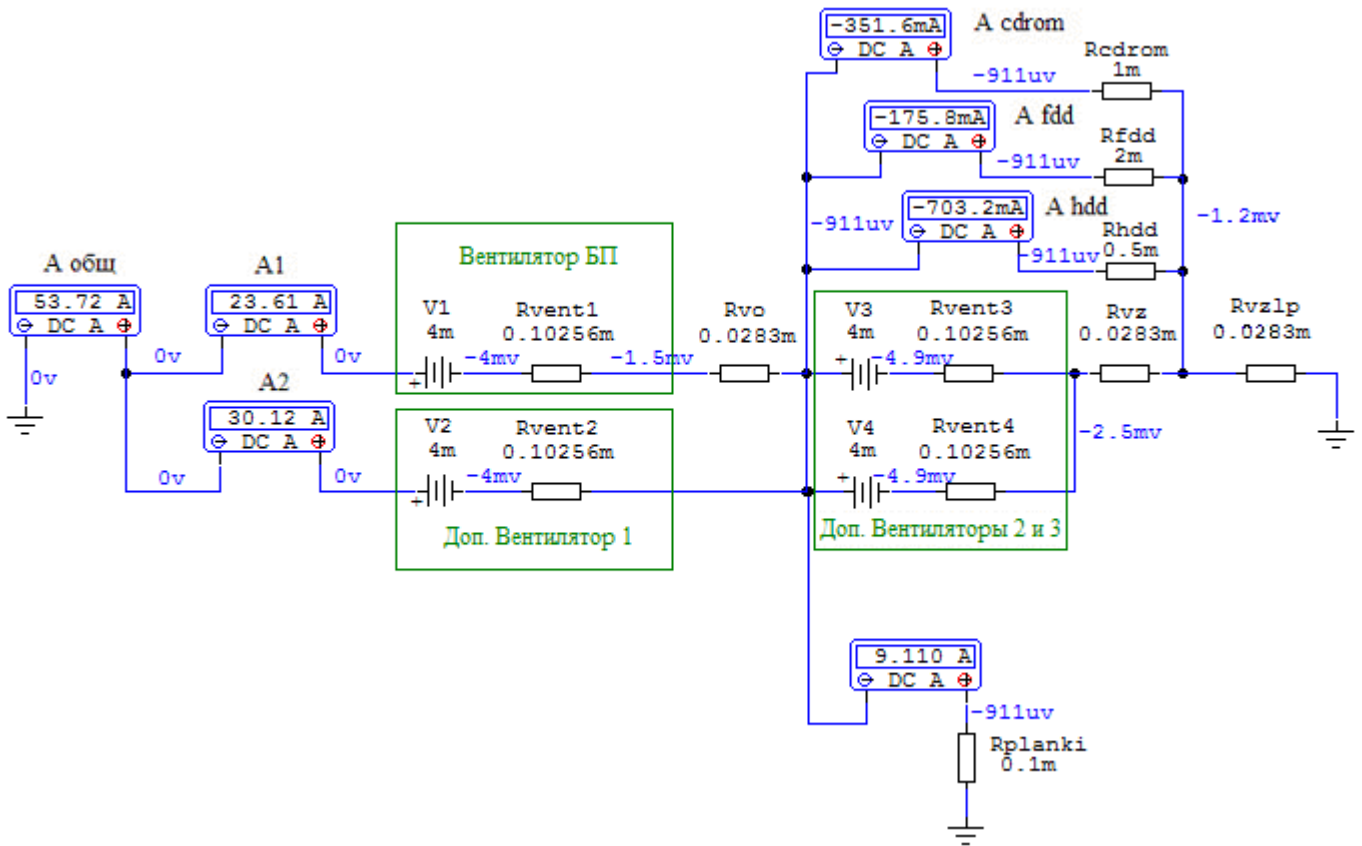 -351.6mA
DC A
A cdrom
-911uv
Rcdrom
1m
-175.8mA
DC A
A fdd
-911uv
Rfdd
2m
-703.2mA
DC A
A hdd
-911uv
-911uv
Rhdd
0.5m
-1.2mv
А общ
53.72 A
DC A
0v
0v
A1
23.61 A
DC A
0v
A2
30.12 A
DC A
0v
0v
Вентилятор БП
V1
4m
Rvent1
0.10256m
-4mv
-1.5mv
Rvo
0.0283m
V2
4m
Rvent2
0.10256m
-4mv
Доп. Вентилятор 1
V3
4m
Rvent3
0.10256m
-4.9mv
Rvz
0.0283m
Rvzlp
0.0283m
V4
4m
Rvent4
0.10256m
-4.9mv
-2.5mv
Доп. Вентиляторы 2 и 3
9.110 A
DC A
-911uv
Rplanki
0.1m